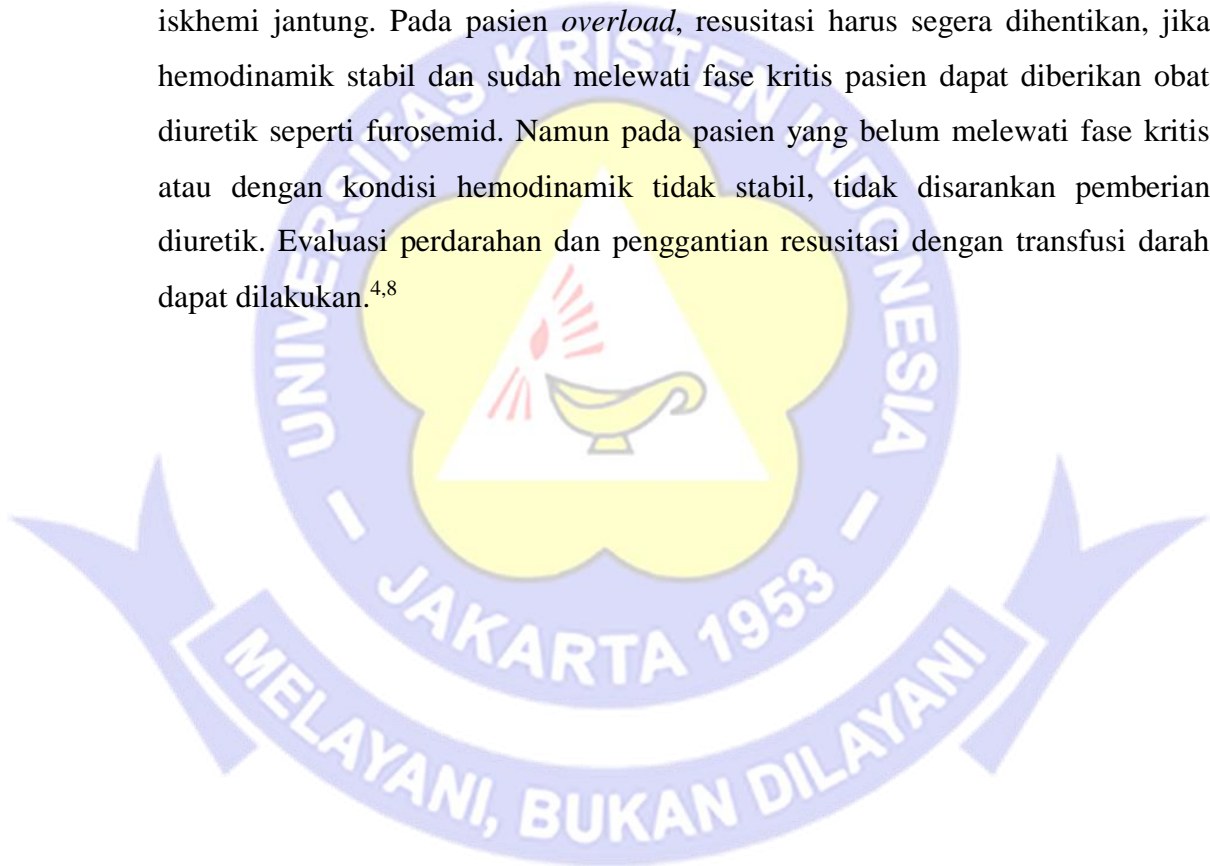 iskhemi jantung. Pada pasien overload, resusitasi harus segera dihentikan, jika
hemodinamik stabil dan sudah melewati fase kritis pasien dapat diberikan obat
diuretik seperti furosemid. Namun pada pasien yang belum melewati fase kritis
atau dengan kondisi hemodinamik tidak stabil, tidak disarankan pemberian
diuretik. Evaluasi perdarahan dan penggantian resusitasi dengan transfusi darah
dapat dilakukan.4,8
UNIVERSITAS KRISTEN INDONESIA
- JAKARTA 1953 -
MELAYANI, BUKAN DILAYANI